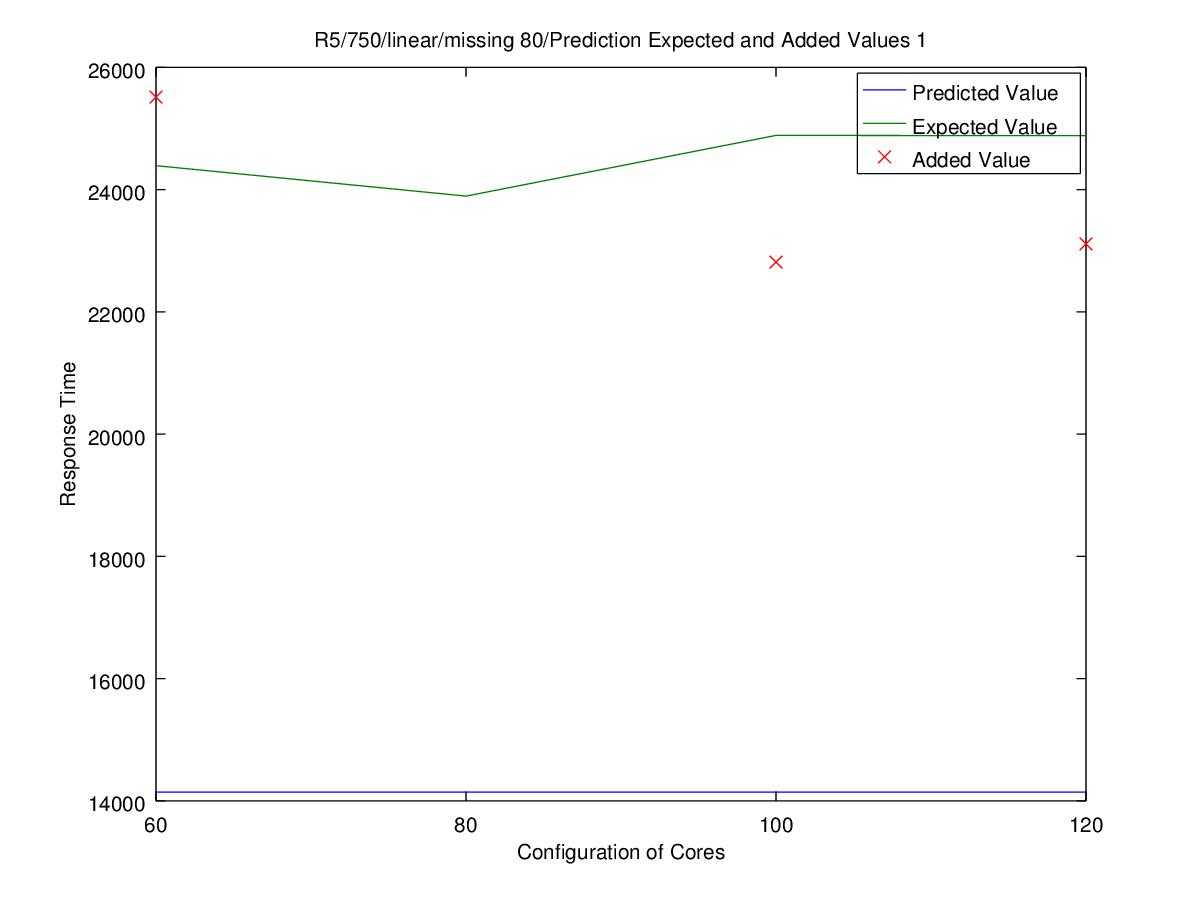 R5/750/linear/missing 80/Prediction Expected and Added Values 1
26000
24000
22000
20000
18000
16000
14000
Response Time
Predicted Value
Expected Value
Added Value
60 80 100 120
Configuration of Cores